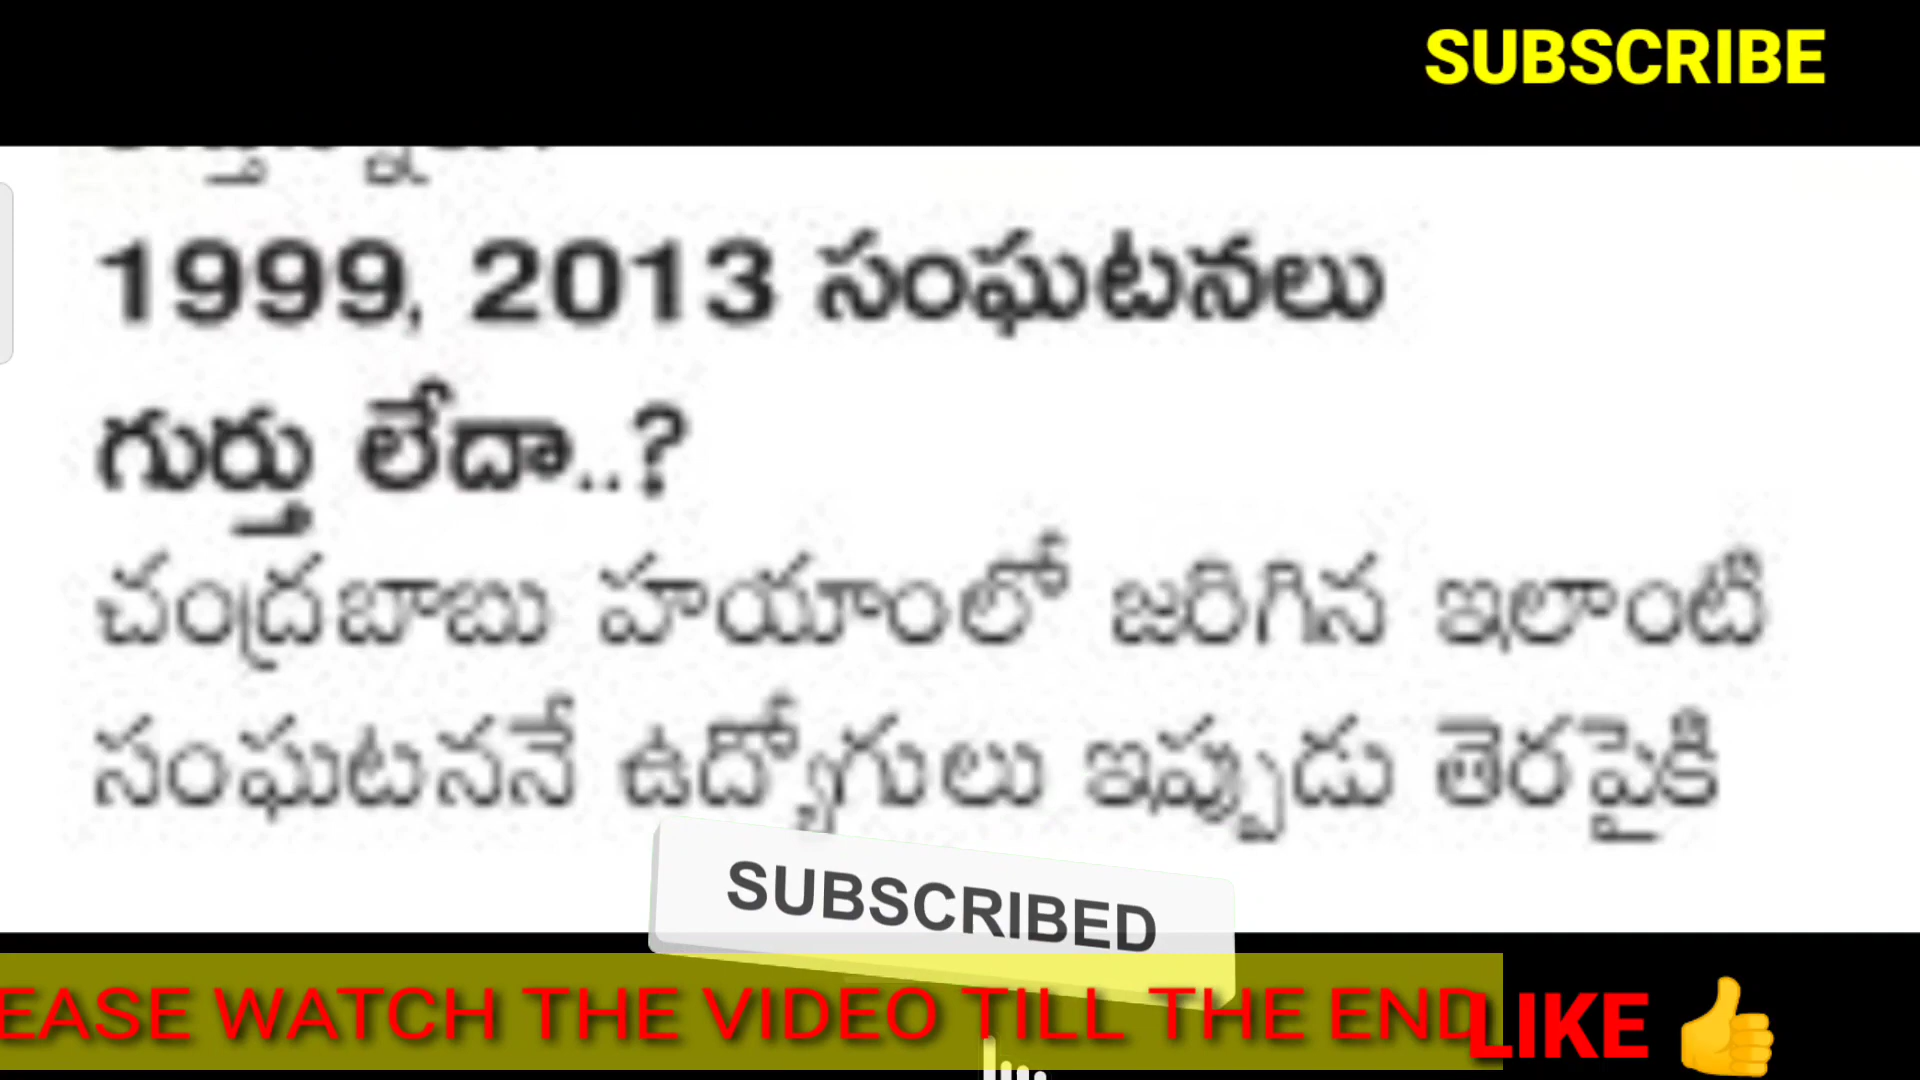 SUBSCRIBE
1999, 2013 సంఘటనలు
గుర్తు లేదా..?
చంద్రబాబు హయాంలో జరిగిన ఇలాంటి
సంఘటననే ఉద్యోగులు ఇప్పుడు తెరపైకి
SUBSCRIBED
EASE WATCH THE VIDEO TILL THE END
LIKE